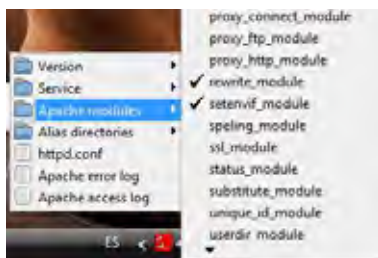 Version
Service
Apache modules
Alias directories
httpd.conf
Apache error log
Apache access log
ES
proxy_connect_module
proxy_ftp_module
proxy_http_module
rewrite_module
setenvif_module
speling_module
ssl_module
status_module
substitute_module
unique_id_module
userdir_module